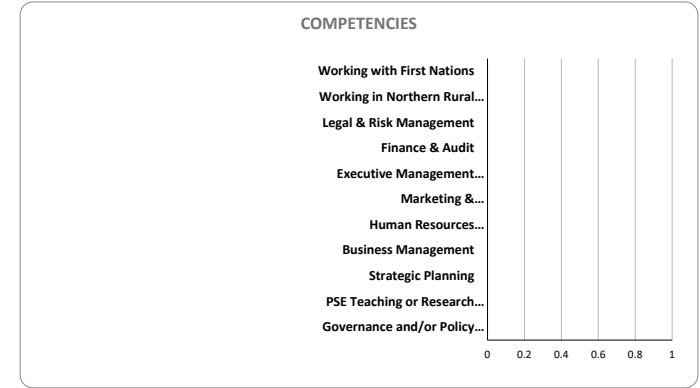 COMPETENCIES
Working with First Nations
Working in Northern Rural...
Legal & Risk Management
Finance & Audit
Executive Management...
Marketing &...
Human Resources...
Business Management
Strategic Planning
PSE Teaching or Research...
Governance and/or Policy...
0 0.2 0.4 0.6 0.8 1